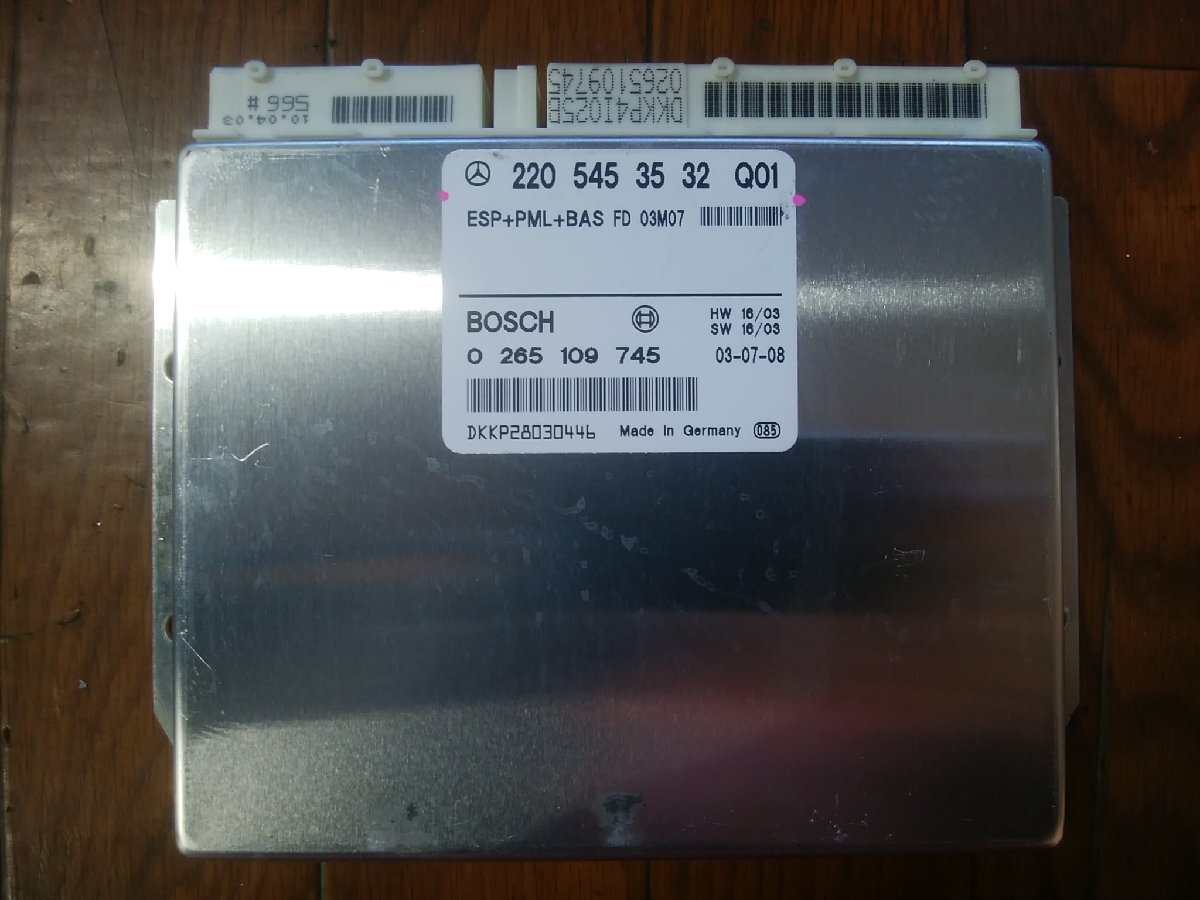 566 #
10.04.03
DKKP4I025B
0265109745
220 545 35 32 Q01
ESP+PML+BAS FD 03M07
BOSCH
HW 16/03
SW 16/03
0 265 109 745
03-07-08
DKKP28030446
Made in Germany 085